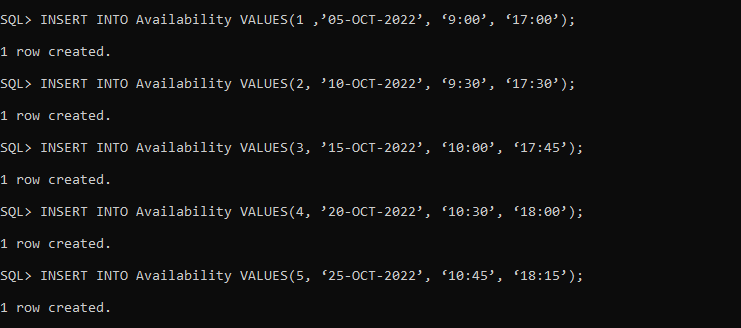 SQL> INSERT INTO Availability VALUES(1 ,’05-OCT-2022’, ‘9:00’, ‘17:00’);
1 row created.
SQL> INSERT INTO Availability VALUES(2, ’10-OCT-2022’, ‘9:30’, ‘17:30’);
1 row created.
SQL> INSERT INTO Availability VALUES(3, ’15-OCT-2022’, ‘10:00’, ‘17:45’);
1 row created.
SQL> INSERT INTO Availability VALUES(4, ’20-OCT-2022’, ‘10:30’, ‘18:00’);
1 row created.
SQL> INSERT INTO Availability VALUES(5, ‘25-OCT-2022’, ‘10:45’, ‘18:15’);
1 row created.